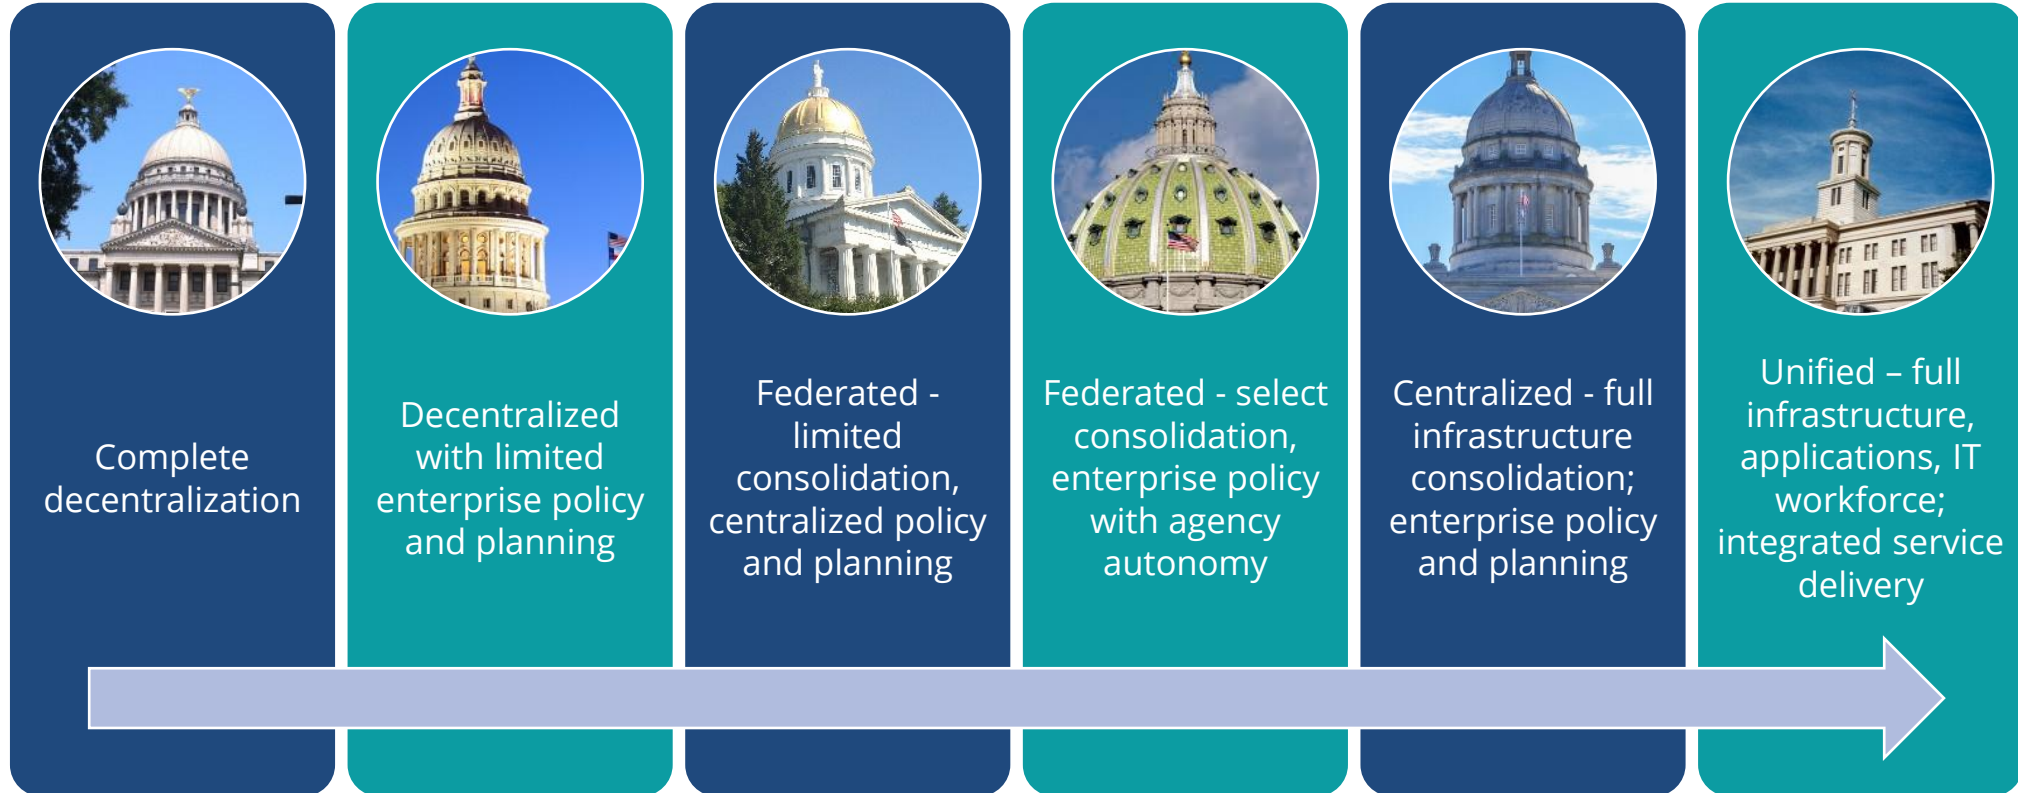 Complete
decentralization
Decentralized
with limited
enterprise policy
and planning
Federated -
limited
consolidation,
centralized policy
and planning
Federated - select
consolidation,
enterprise policy
with agency
autonomy
Centralized - full
infrastructure
consolidation;
enterprise policy
and planning
Unified – full
infrastructure,
applications, IT
workforce;
integrated service
delivery